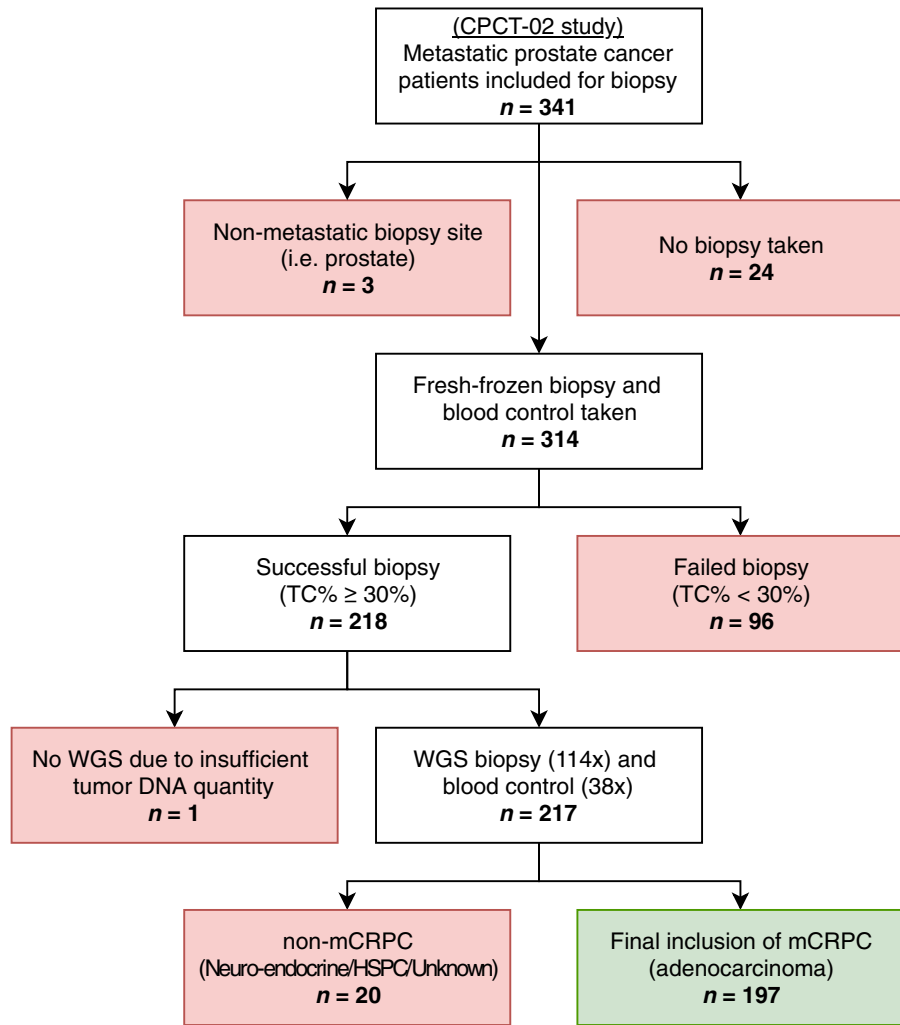 (CPCT-02 study)
Metastatic prostate cancer
patients included for biopsy
n = 341
Non-metastatic biopsy site
(i.e. prostate)
n = 3
No biopsy taken
n = 24
Fresh-frozen biopsy and
blood control taken
n = 314
Successful biopsy
(TC% ≥ 30%)
n = 218
Failed biopsy
(TC% < 30%)
n = 96
No WGS due to insufficient
tumor DNA quantity
n = 1
WGS biopsy (114x) and
blood control (38x)
n = 217
non-mCRPC
(Neuro-endocrine/HSPC/Unknown)
n = 20
Final inclusion of mCRPC
(adenocarcinoma)
n = 197